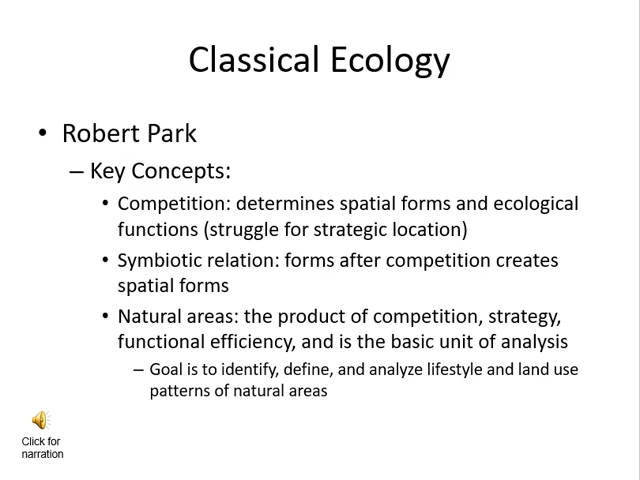 Classical Ecology
• Robert Park
– Key Concepts:
• Competition: determines spatial forms and ecological
functions (struggle for strategic location)
• Symbiotic relation: forms after competition creates
spatial forms
• Natural areas: the product of competition, strategy,
functional efficiency, and is the basic unit of analysis
– Goal is to identify, define, and analyze lifestyle and land use
patterns of natural areas
Click for
narration